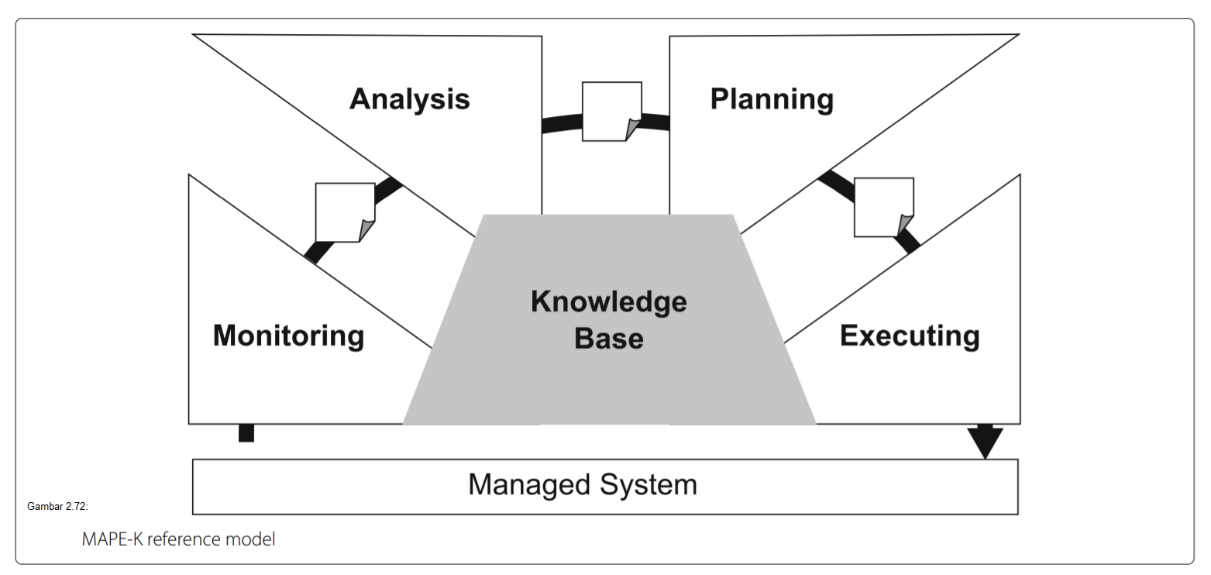 Analysis
Planning
Knowledge
Base
Monitoring
Executing
Managed System
Gambar 2.72:
MAPE-K reference model